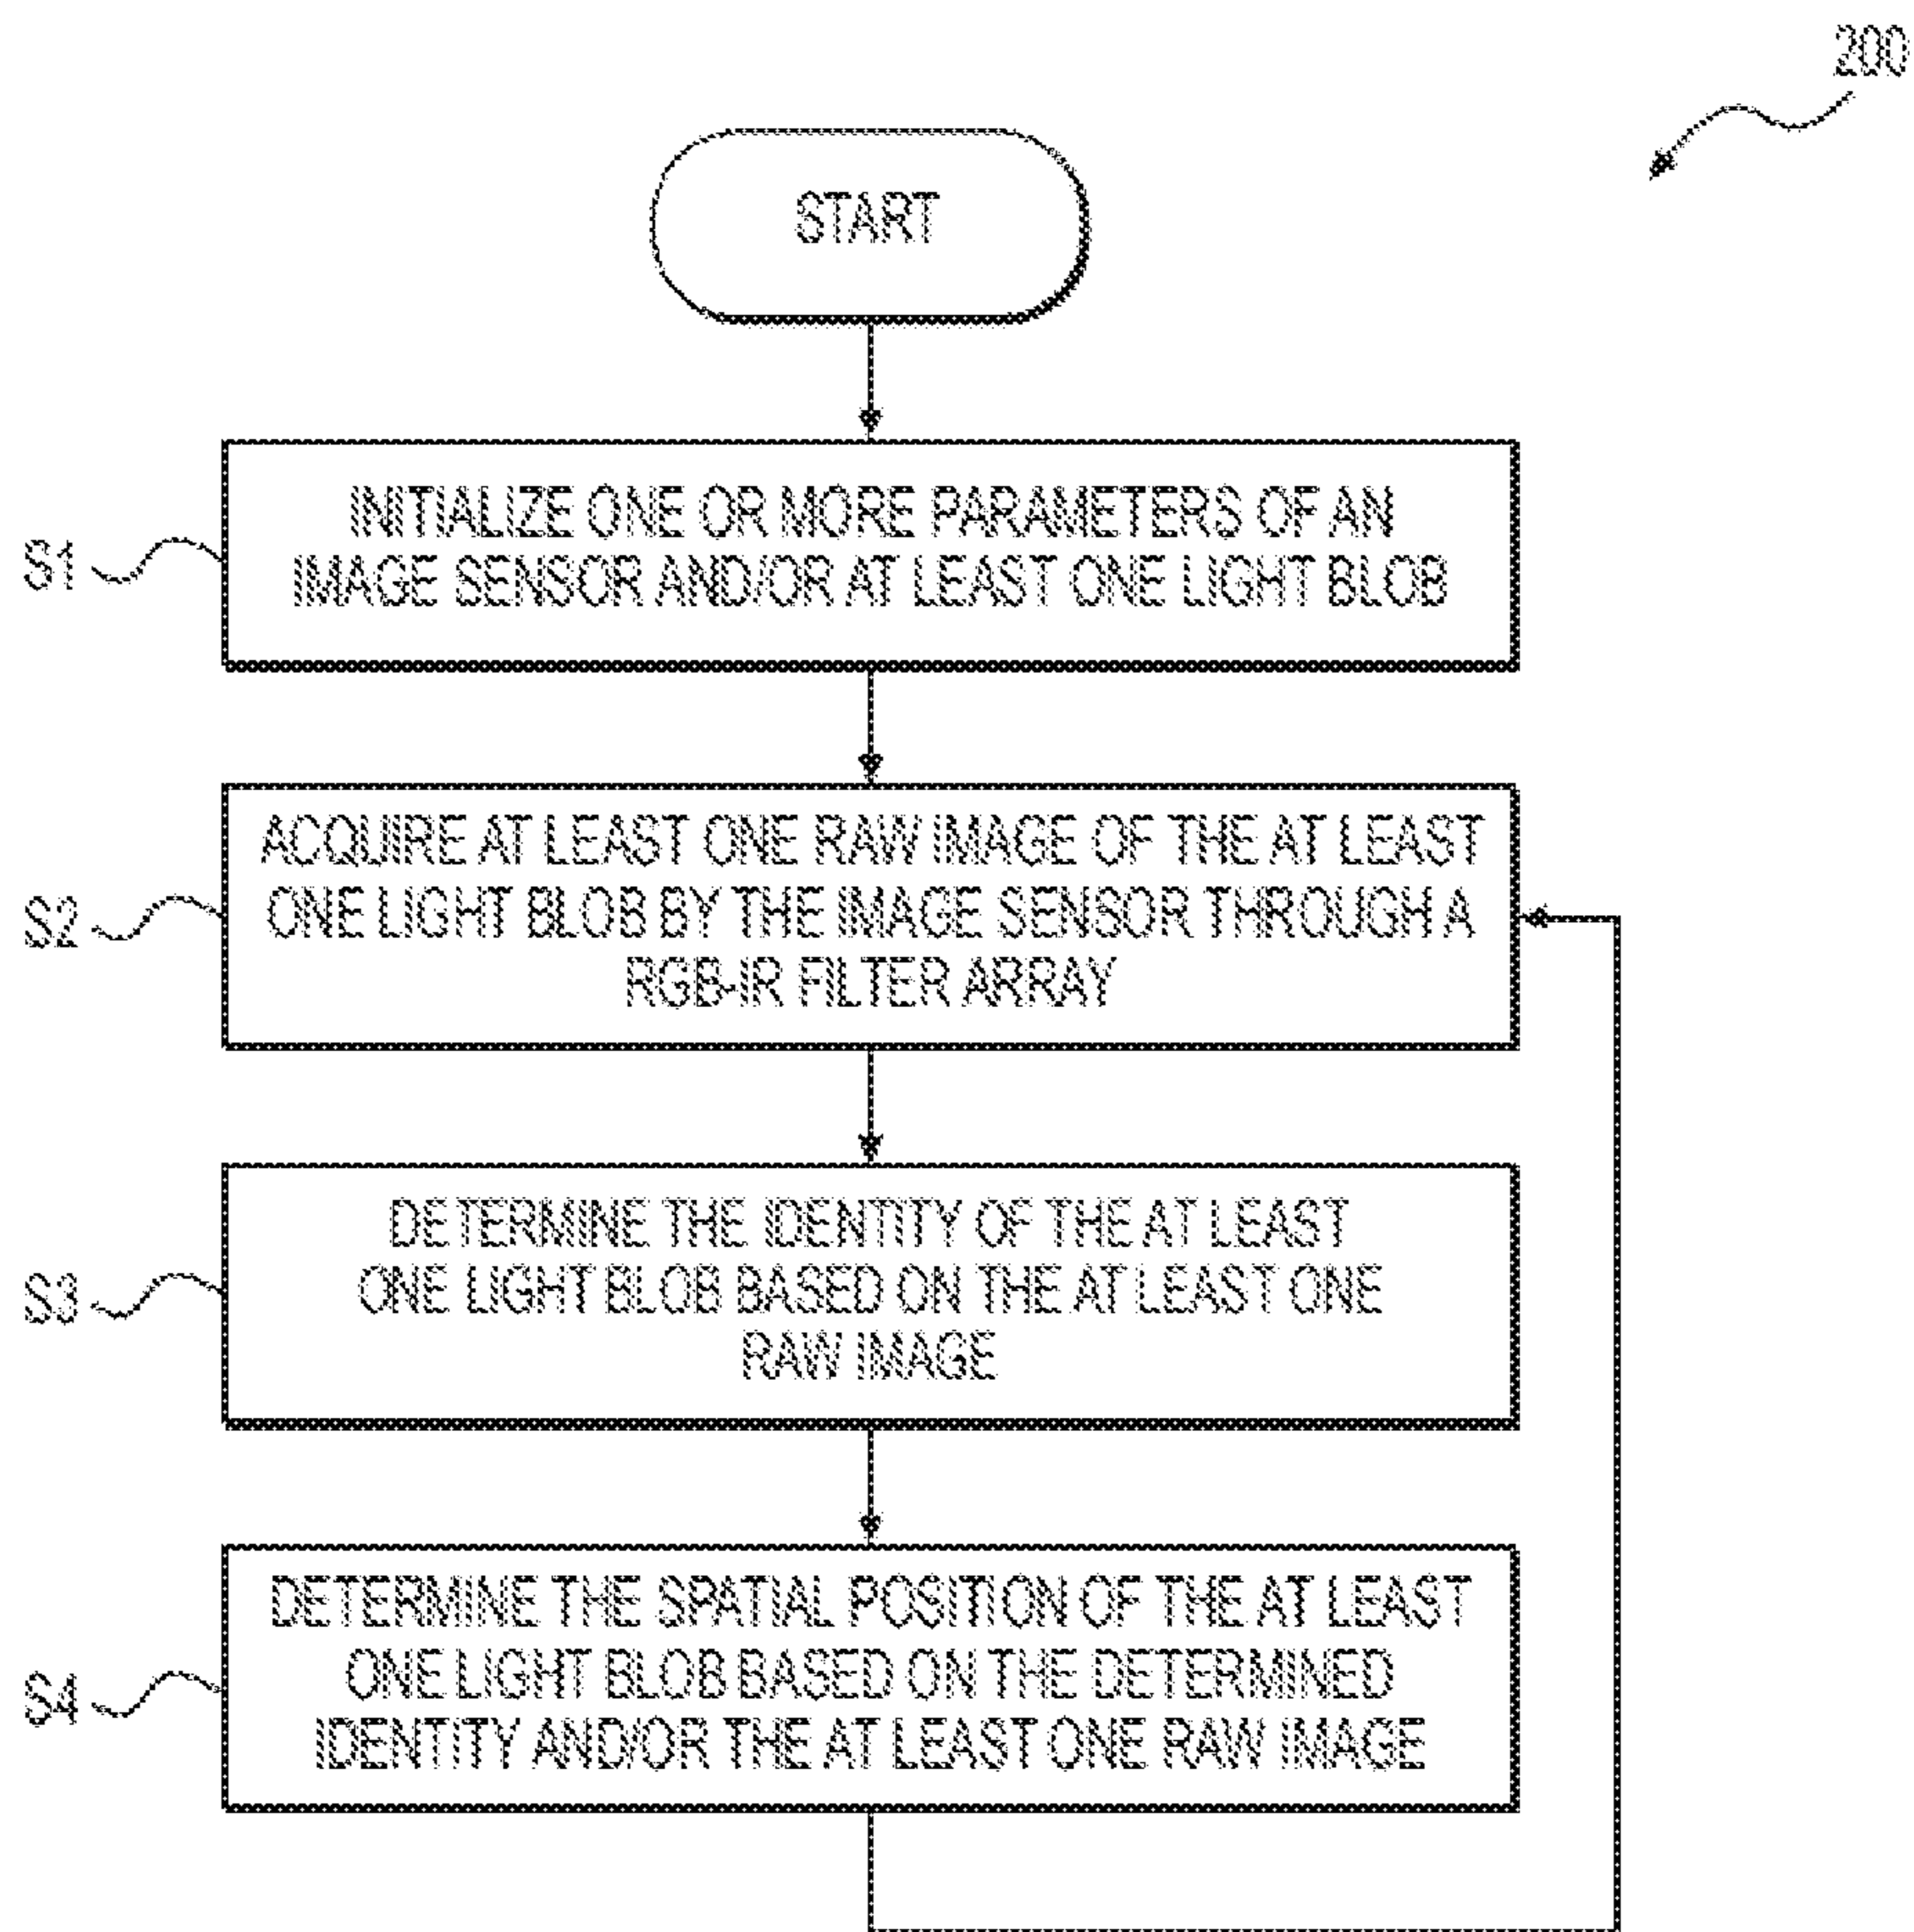 200
START
S1
INITIALIZE ONE OR MORE PARAMETERS OF AN
IMAGE SENSOR AND/OR AT LEAST ONE LIGHT BLOB
S2
ACQUIRE AT LEAST ONE RAW IMAGE OF THE AT LEAST
ONE LIGHT BLOB BY THE IMAGE SENSOR THROUGH A
RGB-IR FILTER ARRAY
S3
DETERMINE THE IDENTITY OF THE AT LEAST
ONE LIGHT BLOB BASED ON THE AT LEAST ONE
RAW IMAGE
S4
DETERMINE THE SPATIAL POSITION OF THE AT LEAST
ONE LIGHT BLOB BASED ON THE DETERMINED
IDENTITY AND/OR THE AT LEAST ONE RAW IMAGE